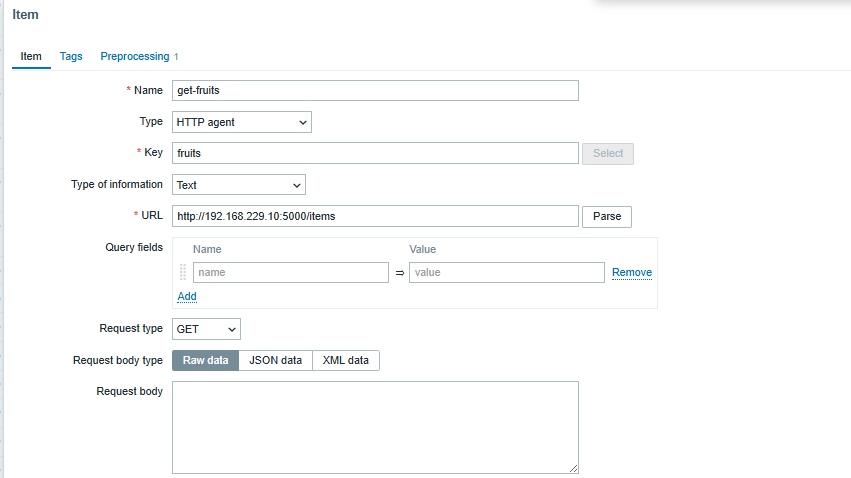 Item
Item Tags Preprocessing 1
* Name get-fruits
Type HTTP agent
* Key fruits Select
Type of information Text
* URL http://192.168.229.10:5000/items Parse
Query fields Name Value
name ⇒ value Remove
Add
Request type GET
Request body type Raw data JSON data XML data
Request body